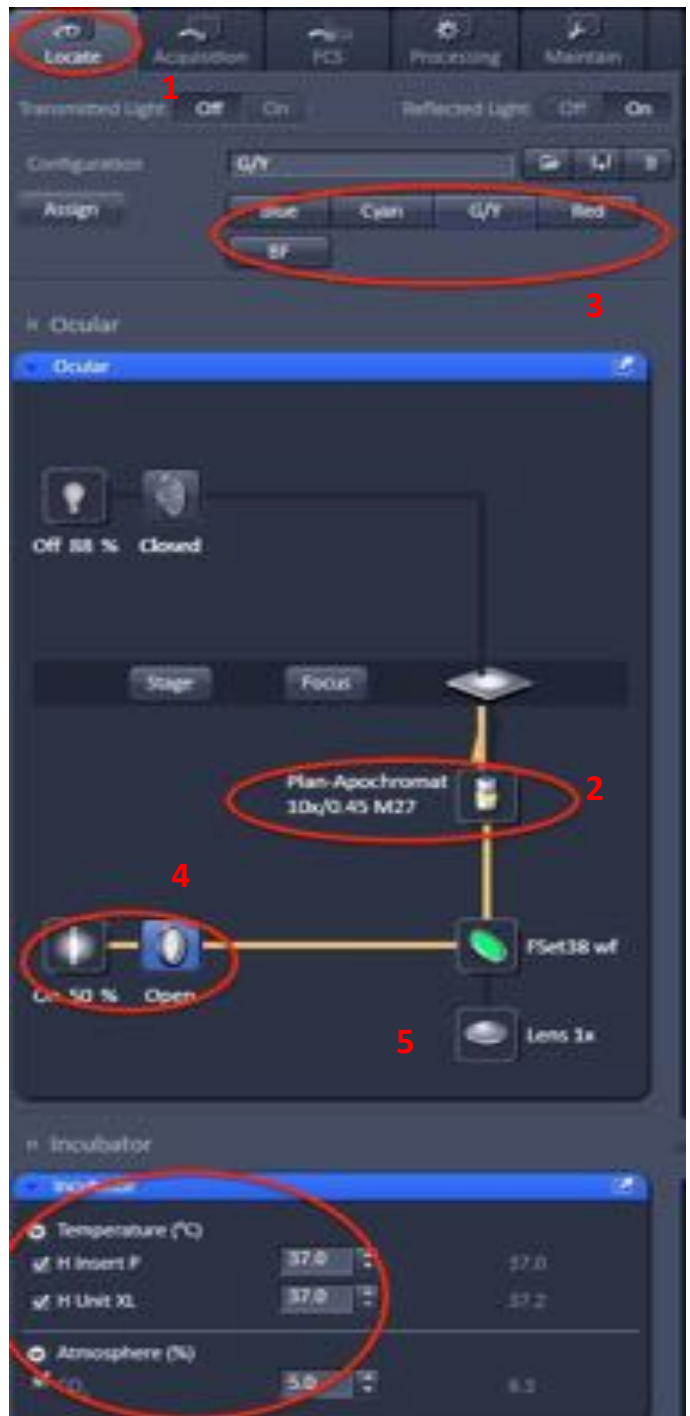 Locate Acquisition FCS Processing Maintain
1
Transmitted Light Off On Reflected Light Off On
Configuration G/Y
Assign Blue Cyan G/Y Red
BF
3
Ocular
Ocular
Off 88 % Closed
Stage Focus
Plan-Apochromat
10x/0.45 M27
2
4
FSet38 wf
On 50 % Open
5
Lens 1x
Incubator
Incubator
Temperature (°C)
H Insert P 37.0 37.0
H Unit XL 37.0 37.2
Atmosphere (%)
CO₂ 5.0